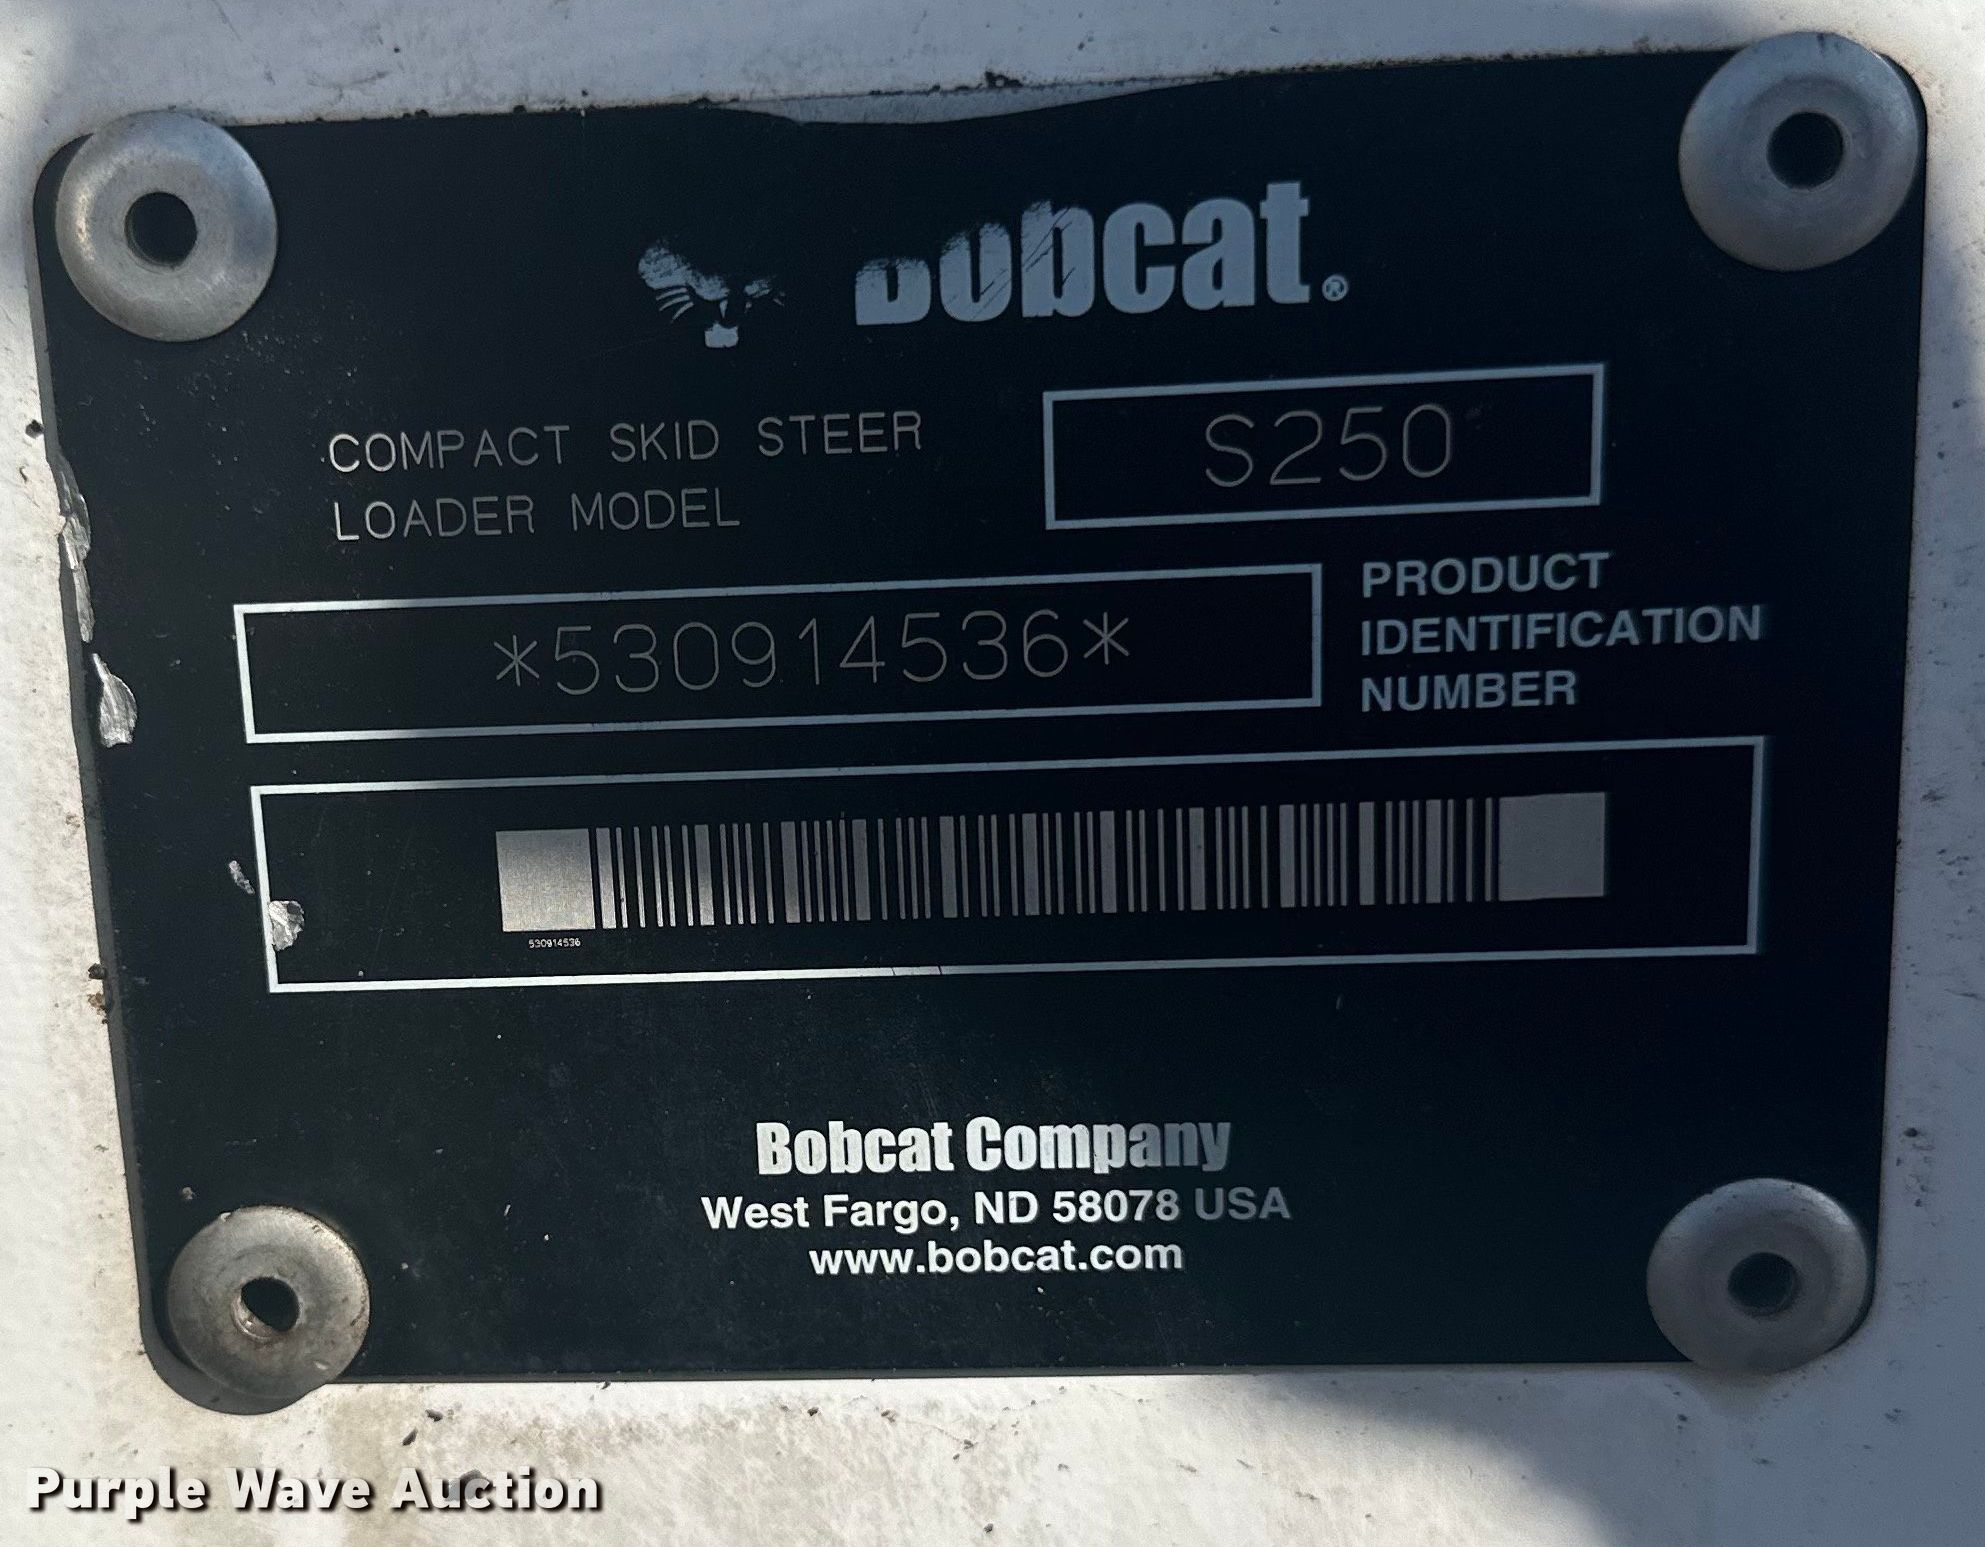 Bobcat®
COMPACT SKID STEER
LOADER MODEL
S250
*530914536*
PRODUCT
IDENTIFICATION
NUMBER
530914536
Bobcat Company
West Fargo, ND 58078 USA
www.bobcat.com
Purple Wave Auction